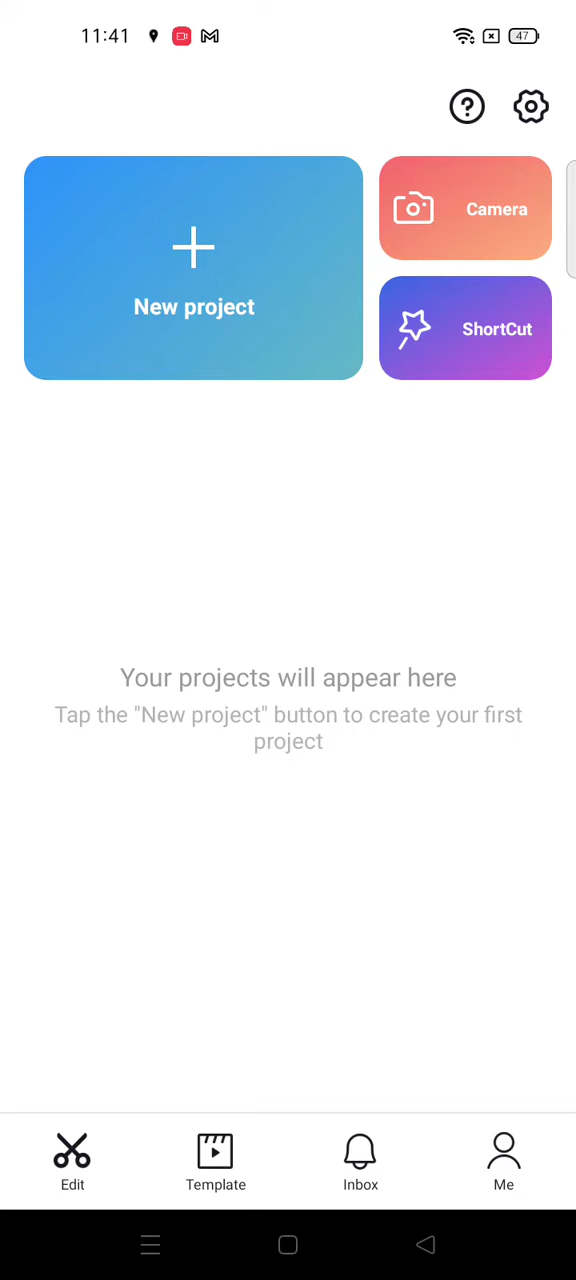 11:41
47
New project
Camera
ShortCut
Your projects will appear here
Tap the "New project" button to create your first
project
Edit
Template
Inbox
Me